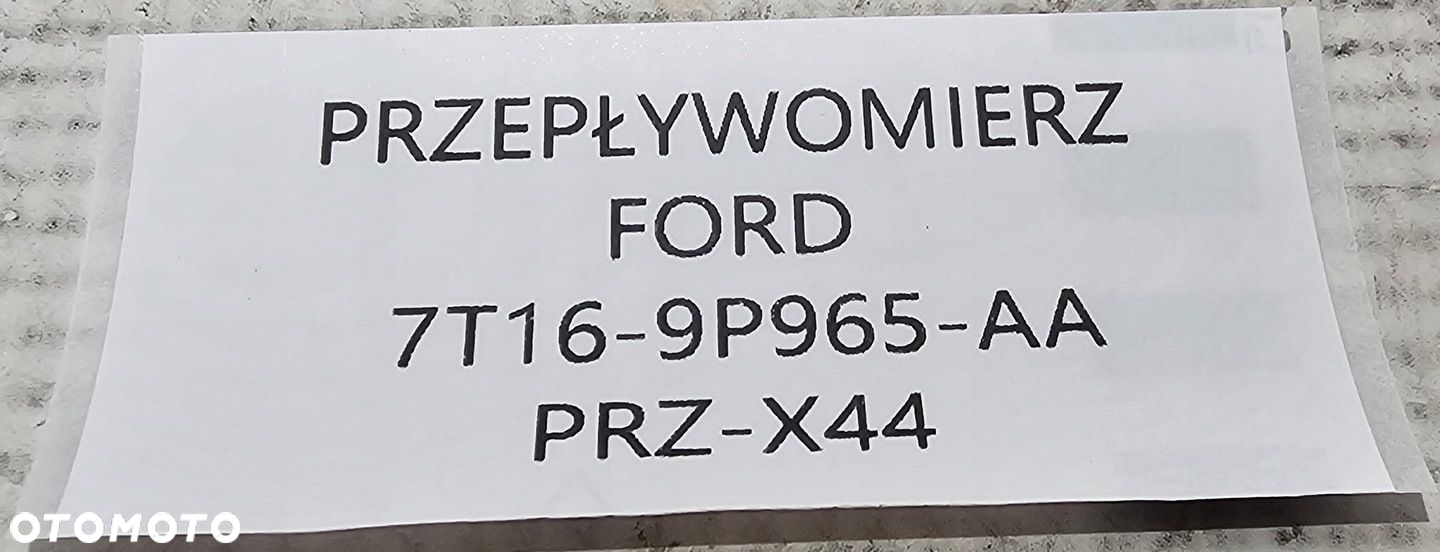 PRZEPŁYWOMIERZ
FORD
7T16-9P965-AA
PRZ-X44
OTOMOTO